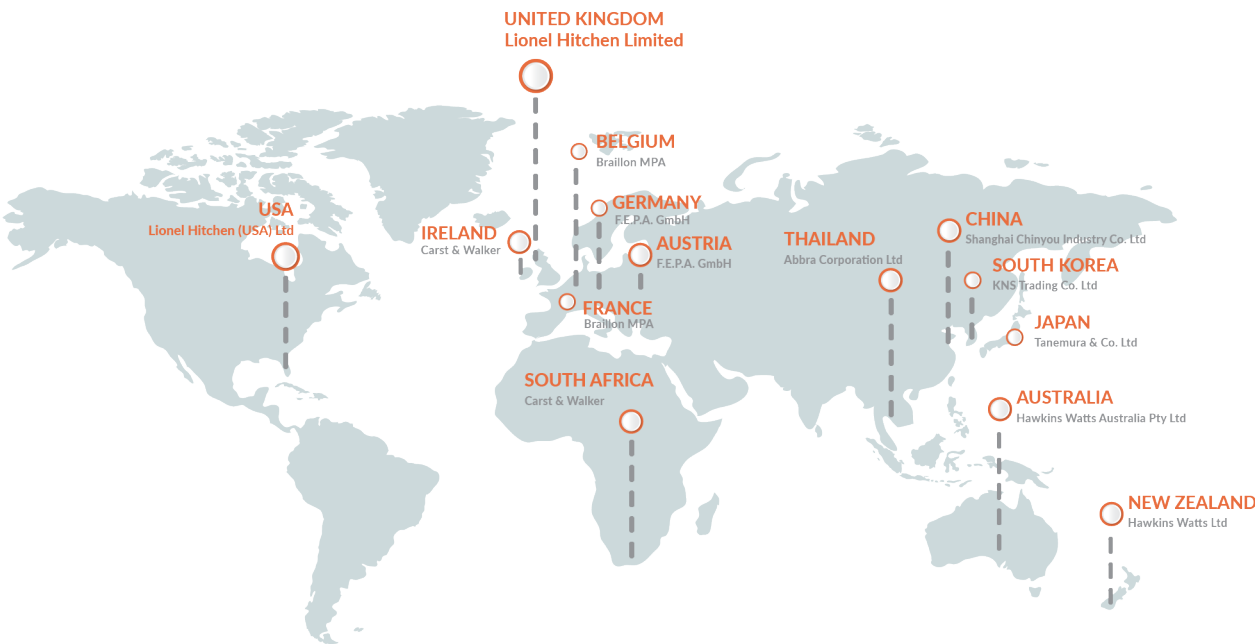 UNITED KINGDOM
Lionel Hitchen Limited
BELGIUM
Braillon MPA
USA
Lionel Hitchen (USA) Ltd
GERMANY
F.E.P.A. GmbH
IRELAND
Carst & Walker
AUSTRIA
F.E.P.A. GmbH
THAILAND
Abbra Corporation Ltd
CHINA
Shanghai Chinyou Industry Co. Ltd
SOUTH KOREA
KNS Trading Co. Ltd
FRANCE
Braillon MPA
JAPAN
Tanemura & Co. Ltd
SOUTH AFRICA
Carst & Walker
AUSTRALIA
Hawkins Watts Australia Pty Ltd
NEW ZEALAND
Hawkins Watts Ltd